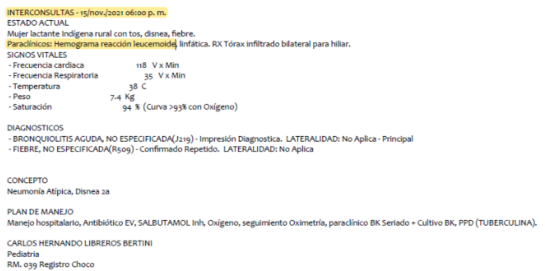 INTERCONSULTAS - 15/nov./2021 06:00 p. m.
ESTADO ACTUAL
Mujer lactante Indígena rural con tos, disnea, fiebre.
Paraclínicos: Hemograma reacción leucemoide, linfática. RX Tórax infiltrado bilateral para hiliar.
SIGNOS VITALES
- Frecuencia cardiaca 118 V x Min
- Frecuencia Respiratoria 35 V x Min
- Temperatura 38 C
- Peso 7.4 Kg
- Saturación 94 % (Curva >93% con Oxígeno)
DIAGNOSTICOS
- BRONQUIOLITIS AGUDA, NO ESPECIFICADA(J219) - Impresión Diagnostica. LATERALIDAD: No Aplica - Principal
- FIEBRE, NO ESPECIFICADA(R509) - Confirmado Repetido. LATERALIDAD: No Aplica
CONCEPTO
Neumonía Atípica, Disnea 2a
PLAN DE MANEJO
Manejo hospitalario, Antibiótico EV, SALBUTAMOL Inh, Oxígeno, seguimiento Oximetría, paraclínico BK Seriado + Cultivo BK, PPD (TUBERCULINA).
CARLOS HERNANDO LIBREROS BERTINI
Pediatria
RM. 039 Registro Choco